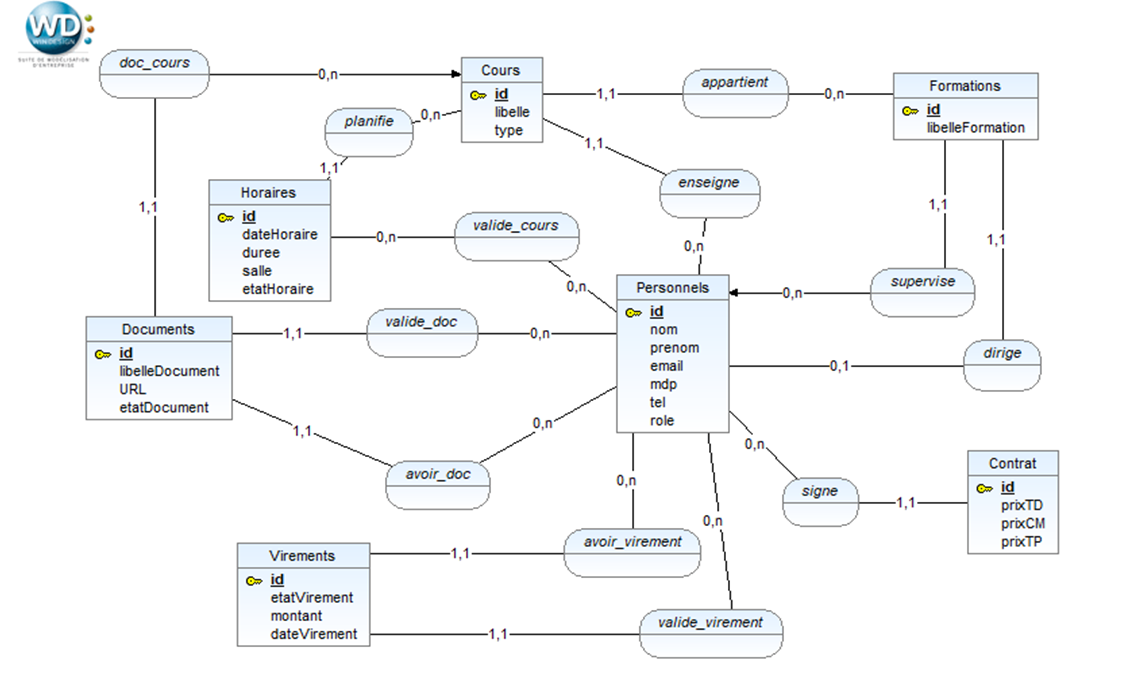 WD
WINDESIGN
SUITE DE MODÉLISATION
D'ENTREPRISE
doc_cours
0,n
Cours
id
libelle
type
1,1
appartient
0,n
Formations
id
libelleFormation
planifie
0,n
1,1
1,1
enseigne
0,n
Horaires
id
dateHoraire
duree
salle
etatHoraire
1,1
0,n
valide_cours
0,n
1,1
1,1
supervise
0,n
Personnels
id
nom
prenom
email
mdp
tel
role
Documents
id
libelleDocument
URL
etatDocument
1,1
valide_doc
0,n
0,1
dirige
1,1
avoir_doc
0,n
0,n
signe
1,1
Contrat
id
prixTD
prixCM
prixTP
0,n
0,n
Virements
id
etatVirement
montant
dateVirement
1,1
avoir_virement
1,1
valide_virement